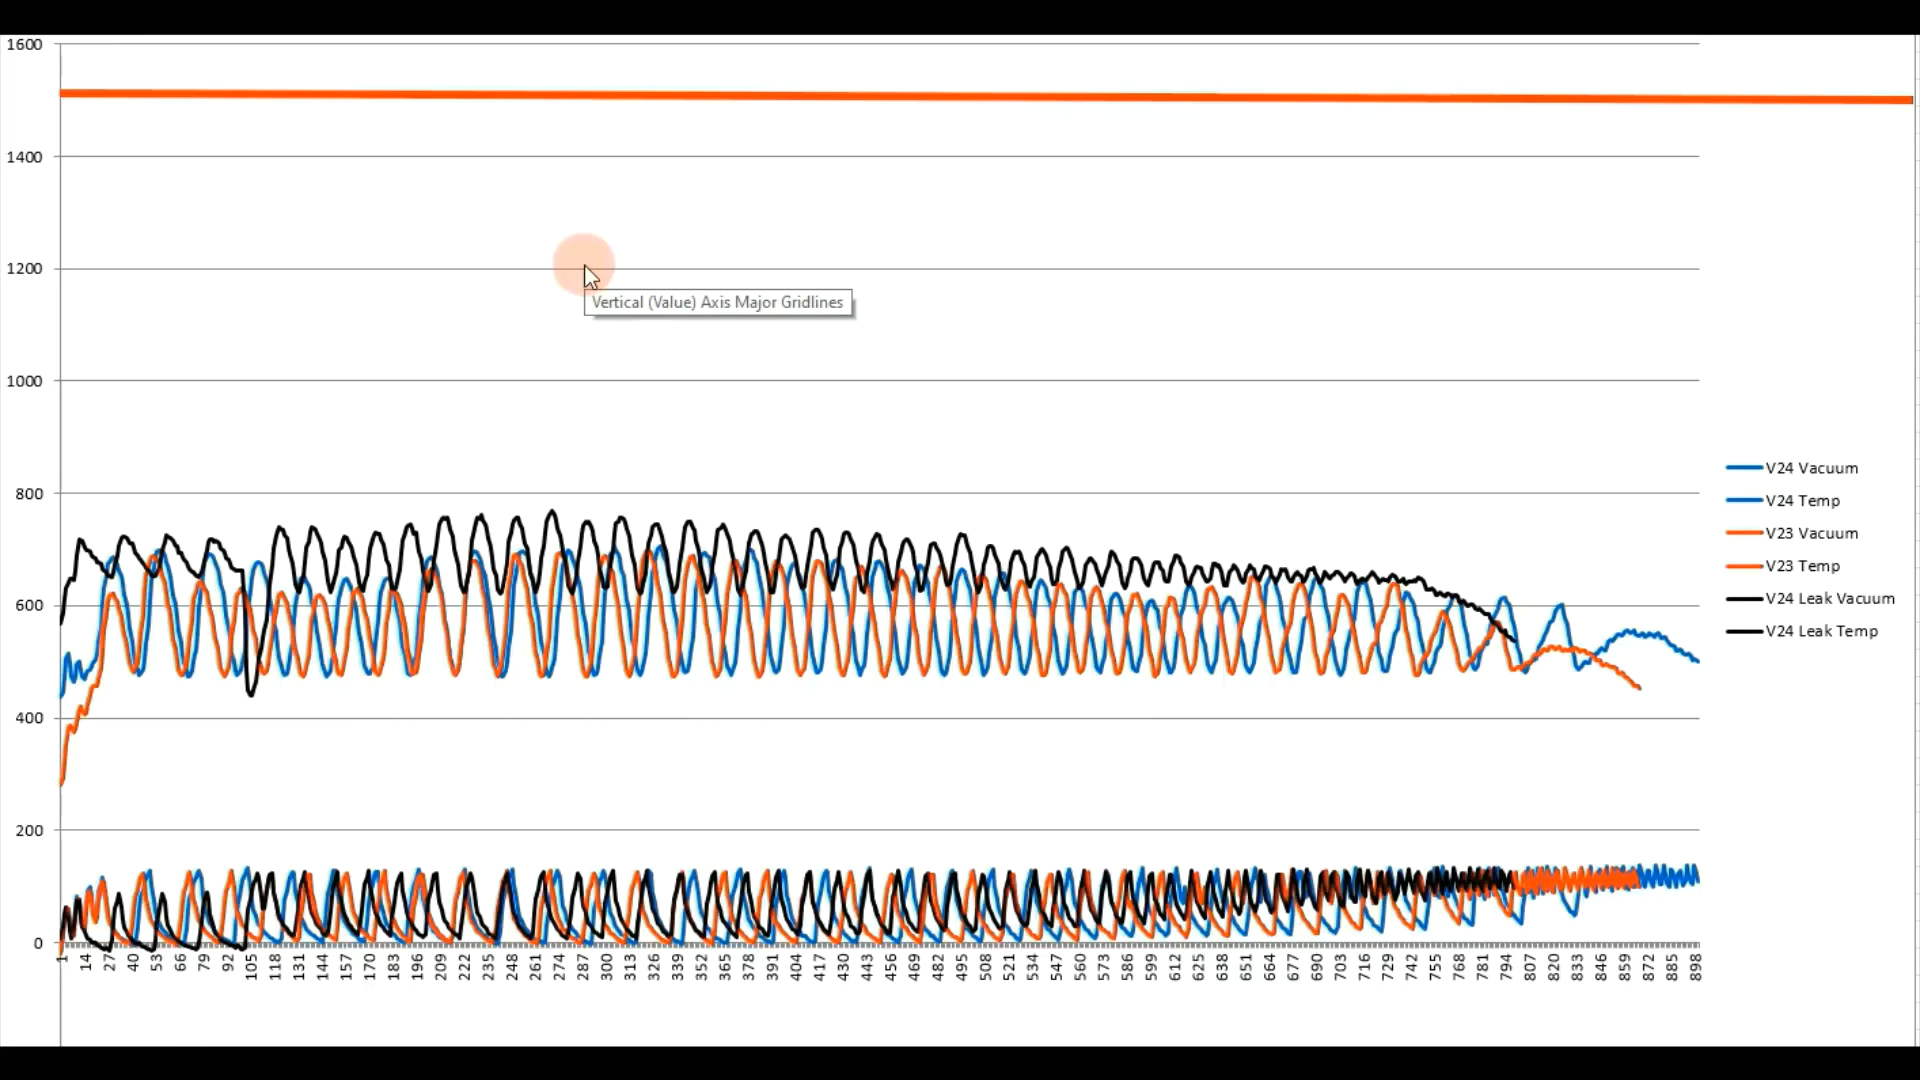 1600
1400
1200
Vertical (Value) Axis Major Gridlines
1000
800
600
400
200
0
V24 Vacuum
V24 Temp
V23 Vacuum
V23 Temp
V24 Leak Vacuum
V24 Leak Temp
1 14 27 40 53 66 79 92 105 118 131 144 157 170 183 196 209 222 235 248 261 274 287 300 313 326 339 352 365 378 391 404 417 430 443 456 469 482 495 508 521 534 547 560 573 586 599 612 625 638 651 664 677 690 703 716 729 742 755 768 781 794 807 820 833 846 859 872 885 898